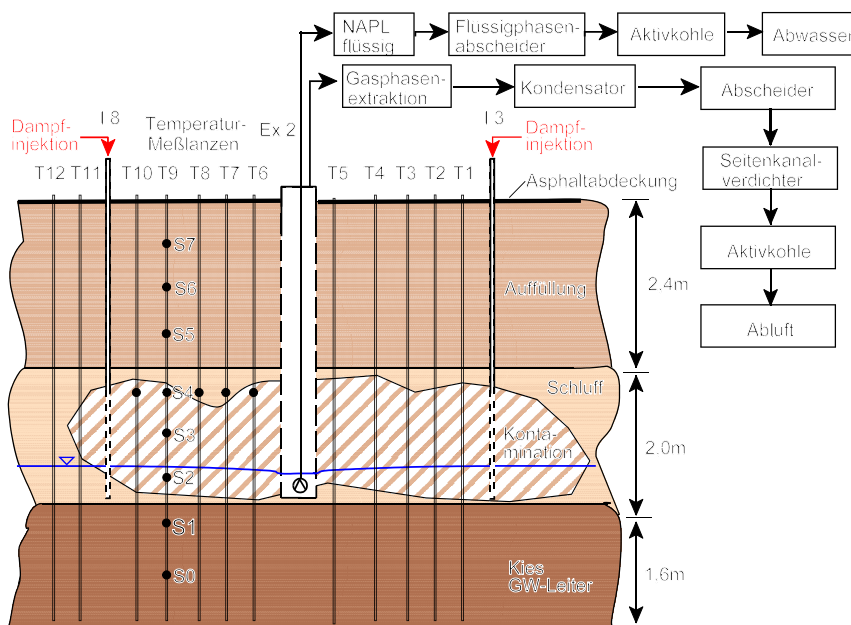 NAPL
flüssig
Flussigphasen-
abscheider
Aktivkohle
Abwasser
Gasphasen-
extraktion
Kondensator
Abscheider
I 8
Dampf-
injektion
Temperatur-
Meßlanzen
Ex 2
I 3
Dampf-
injektion
Seitenkanal-
verdichter
T12 T11 T10 T9 T8 T7 T6 T5 T4 T3 T2 T1
Asphaltabdeckung
S7
S6
Auffüllung
2.4m
Aktivkohle
S5
Abluft
Schluff
S4
S3
Konta-
mination
2.0m
S2
S1
S0
Kies
GW-Leiter
1.6m